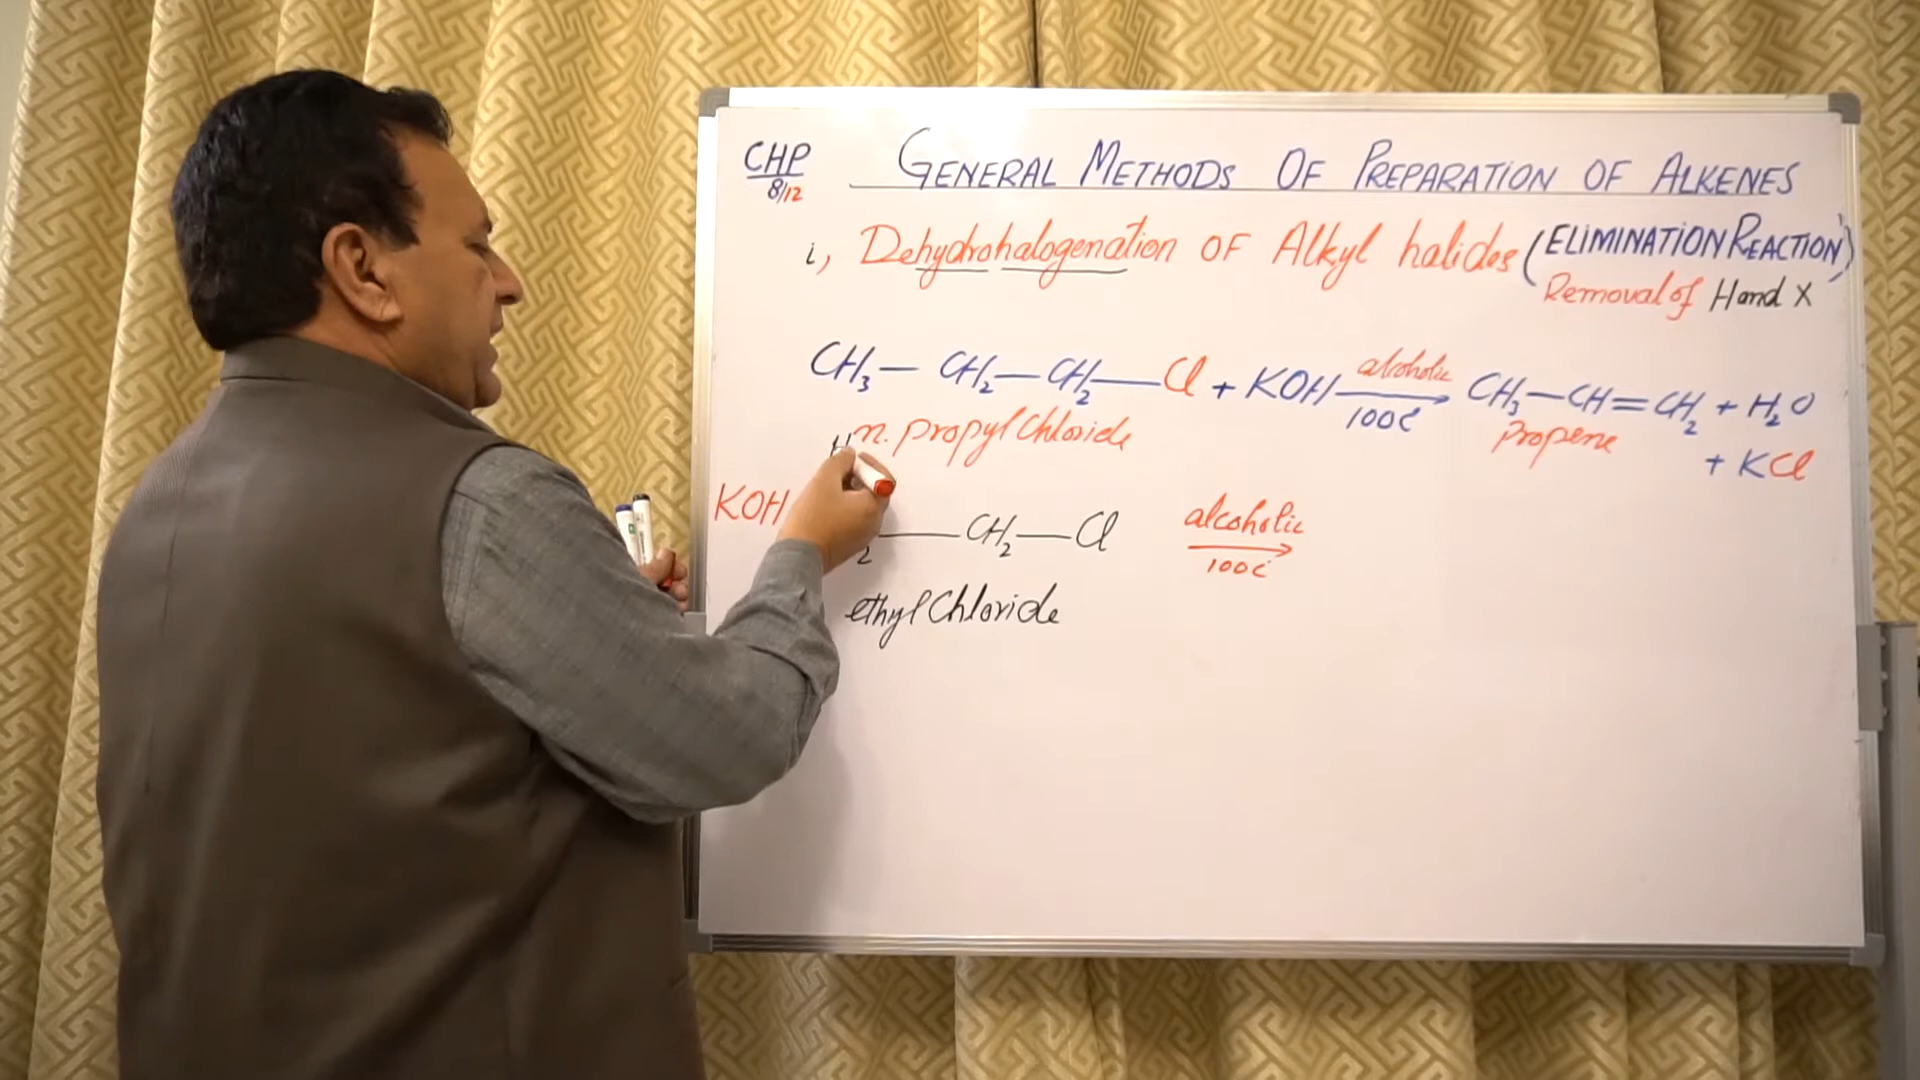 CHP 8/12
GENERAL METHODS OF PREPARATION OF ALKENES
i, Dehydrohalogenation OF Alkyl halides (ELIMINATION REACTION)
Removal of H and X
CH₃ — CH₂ — CH₂ — Cl + KOH alcoholic 100C CH₃ — CH = CH₂ + H₂O
n. propyl Chloride
Propene
+ KCl
H
KOH
2 — CH₂ — Cl
alcoholic
100C
ethyl Chloride